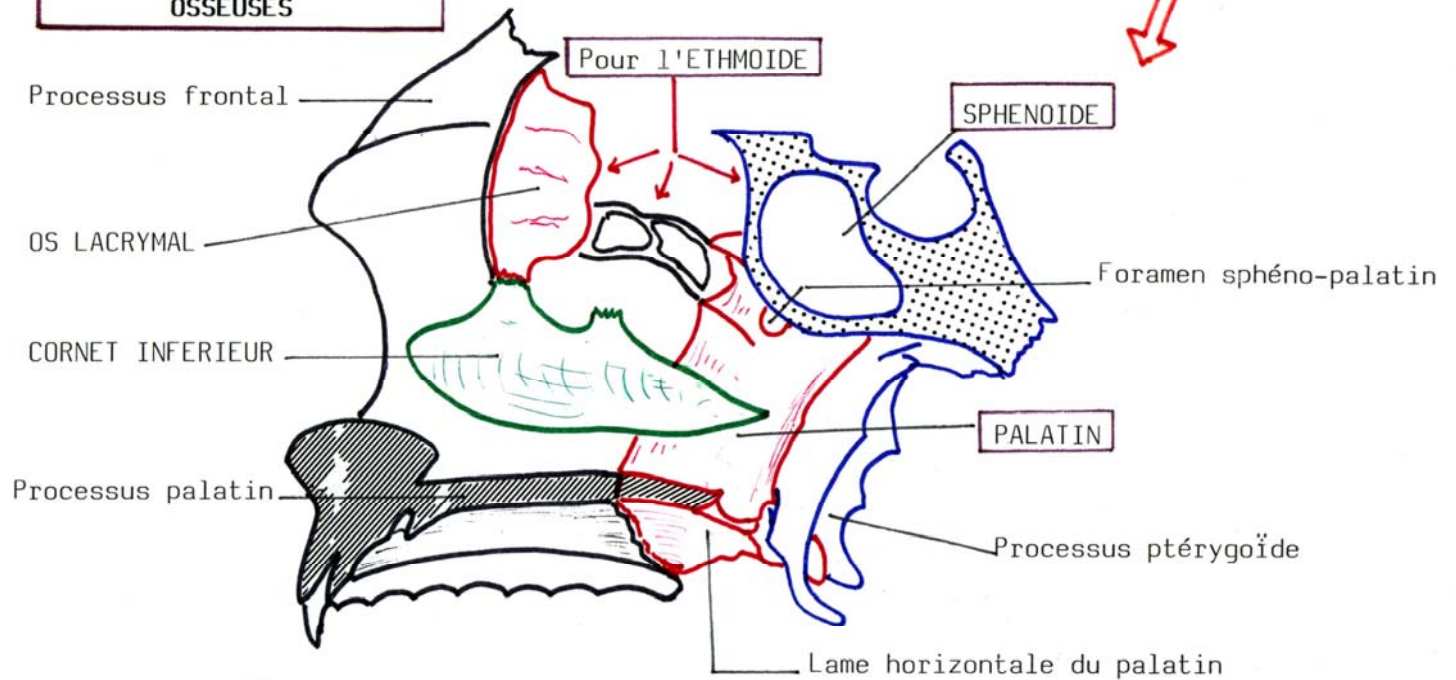 OSSEUSES
Pour l'ETHMOIDE
Processus frontal
SPHENOIDE
OS LACRYMAL
Foramen sphéno-palatin
CORNET INFERIEUR
PALATIN
Processus palatin
Processus ptérygoïde
Lame horizontale du palatin